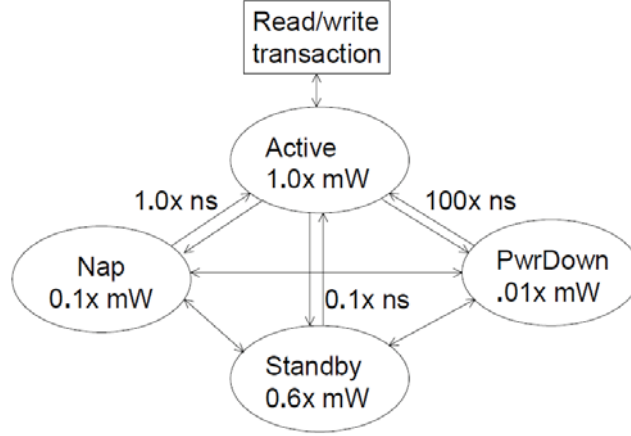 Read/write
transaction
Active
1.0x mW
1.0x ns
100x ns
Nap
0.1x mW
PwrDown
.01x mW
0.1x ns
Standby
0.6x mW